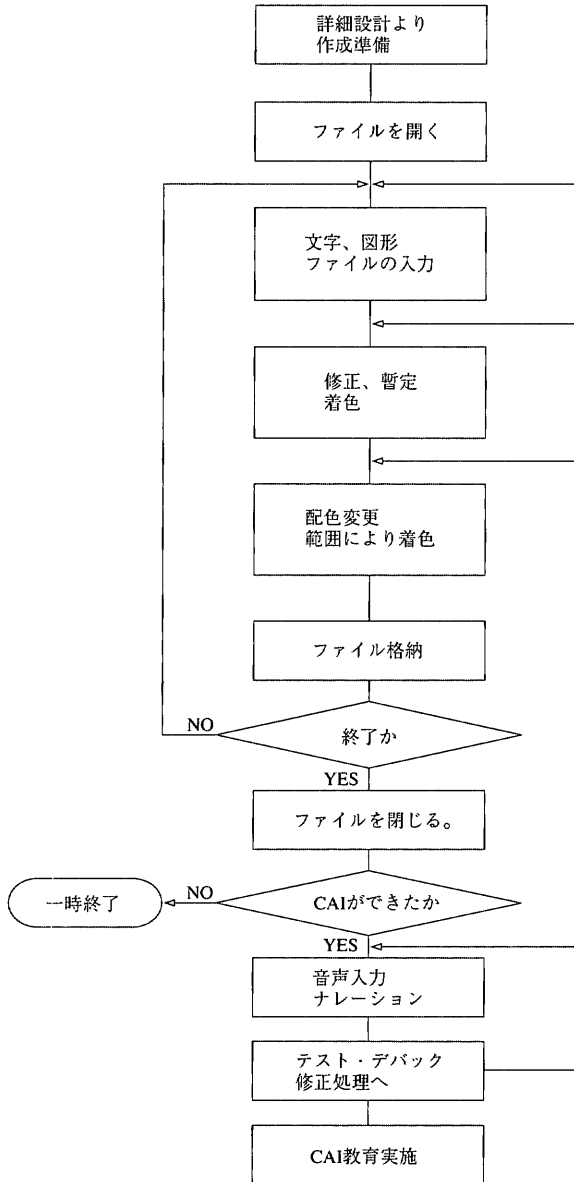 詳細設計より
作成準備
ファイルを開く
文字、図形
ファイルの入力
修正、暫定
着色
配色変更
範囲により着色
ファイル格納
NO
終了か
YES
ファイルを閉じる。
一時終了
NO
CAIができたか
YES
音声入力
ナレーション
テスト・デバック
修正処理へ
CAI教育実施